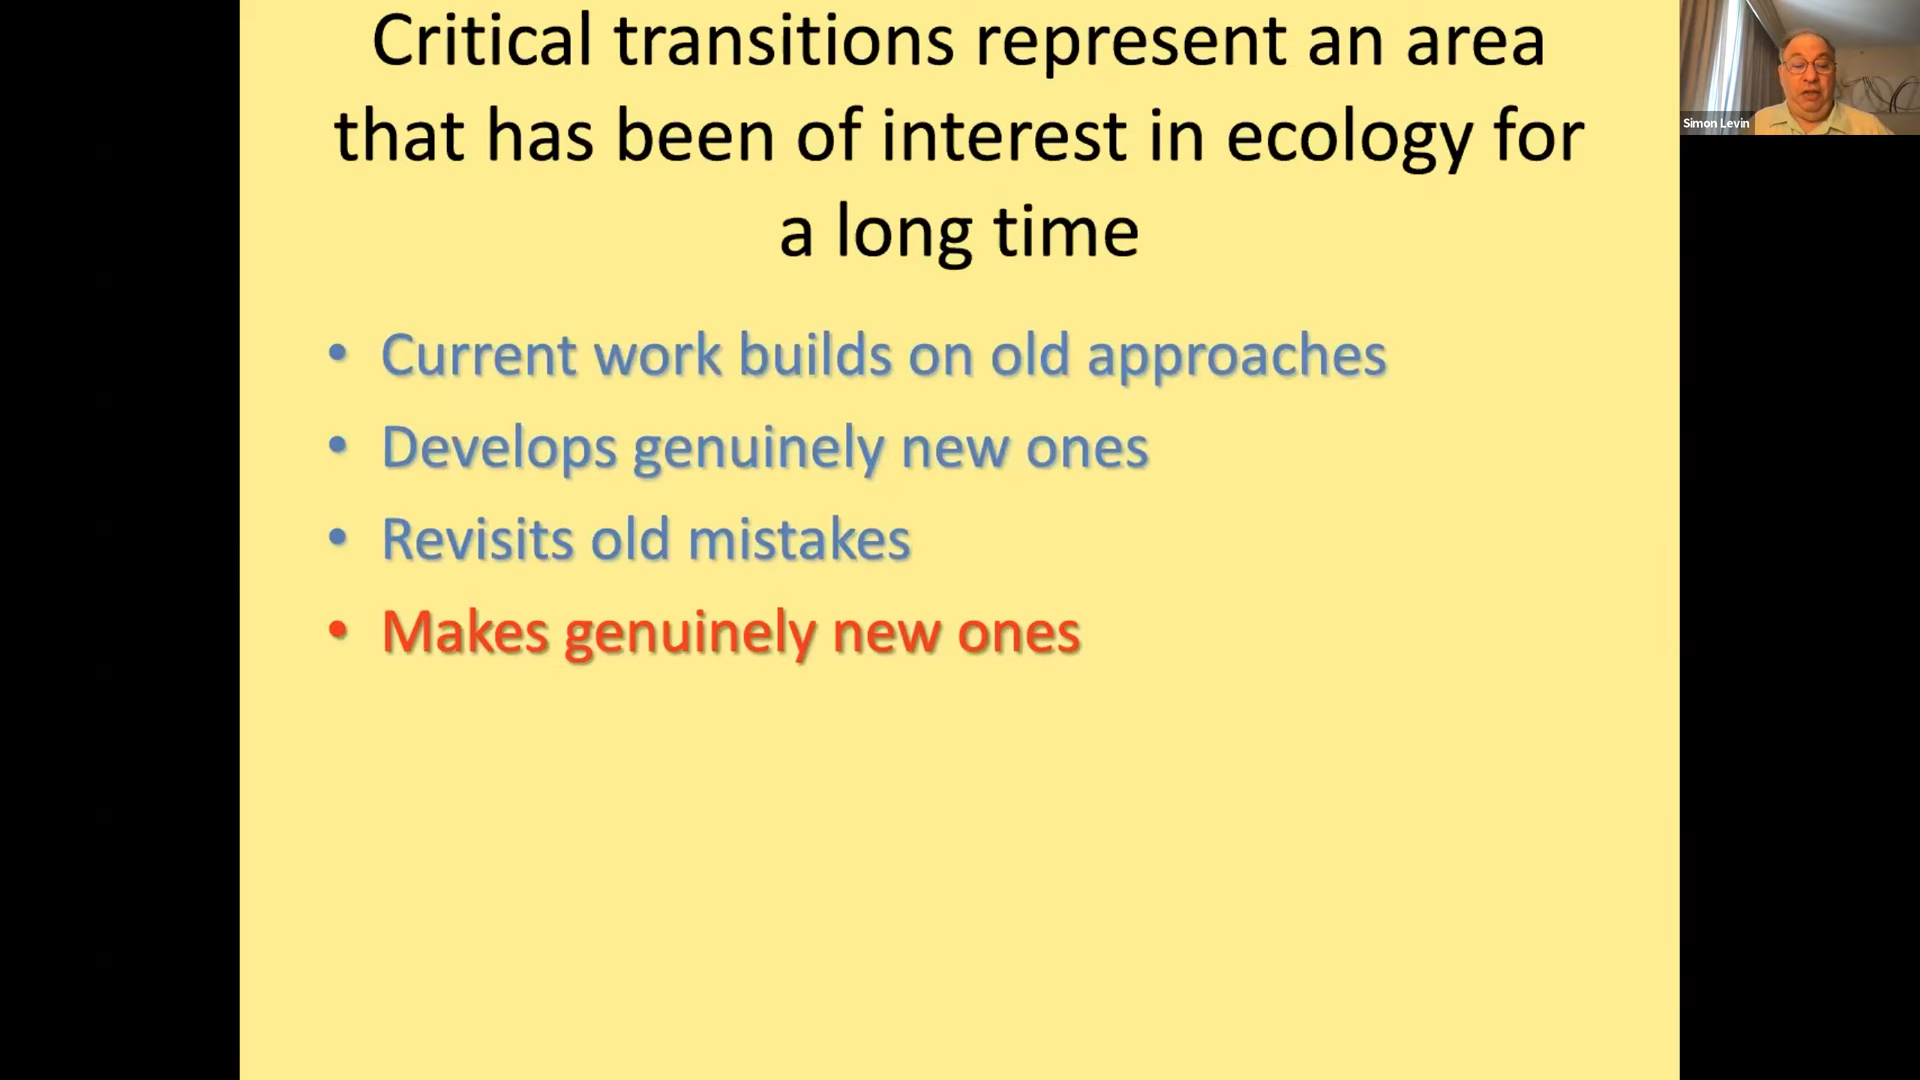 Critical transitions represent an area
that has been of interest in ecology for
a long time
• Current work builds on old approaches
• Develops genuinely new ones
• Revisits old mistakes
• Makes genuinely new ones
Simon Levin